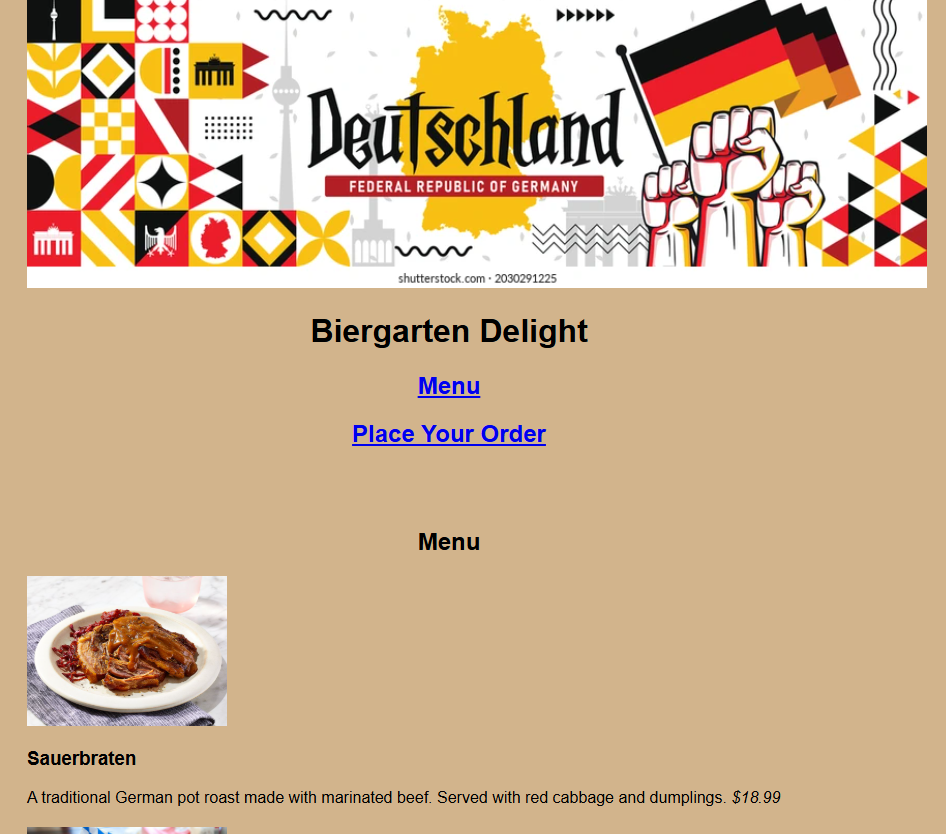 Deutschland
FEDERAL REPUBLIC OF GERMANY
shutterstock.com · 2030291225
Biergarten Delight
Menu
Place Your Order
Menu
Sauerbraten
A traditional German pot roast made with marinated beef. Served with red cabbage and dumplings. $18.99